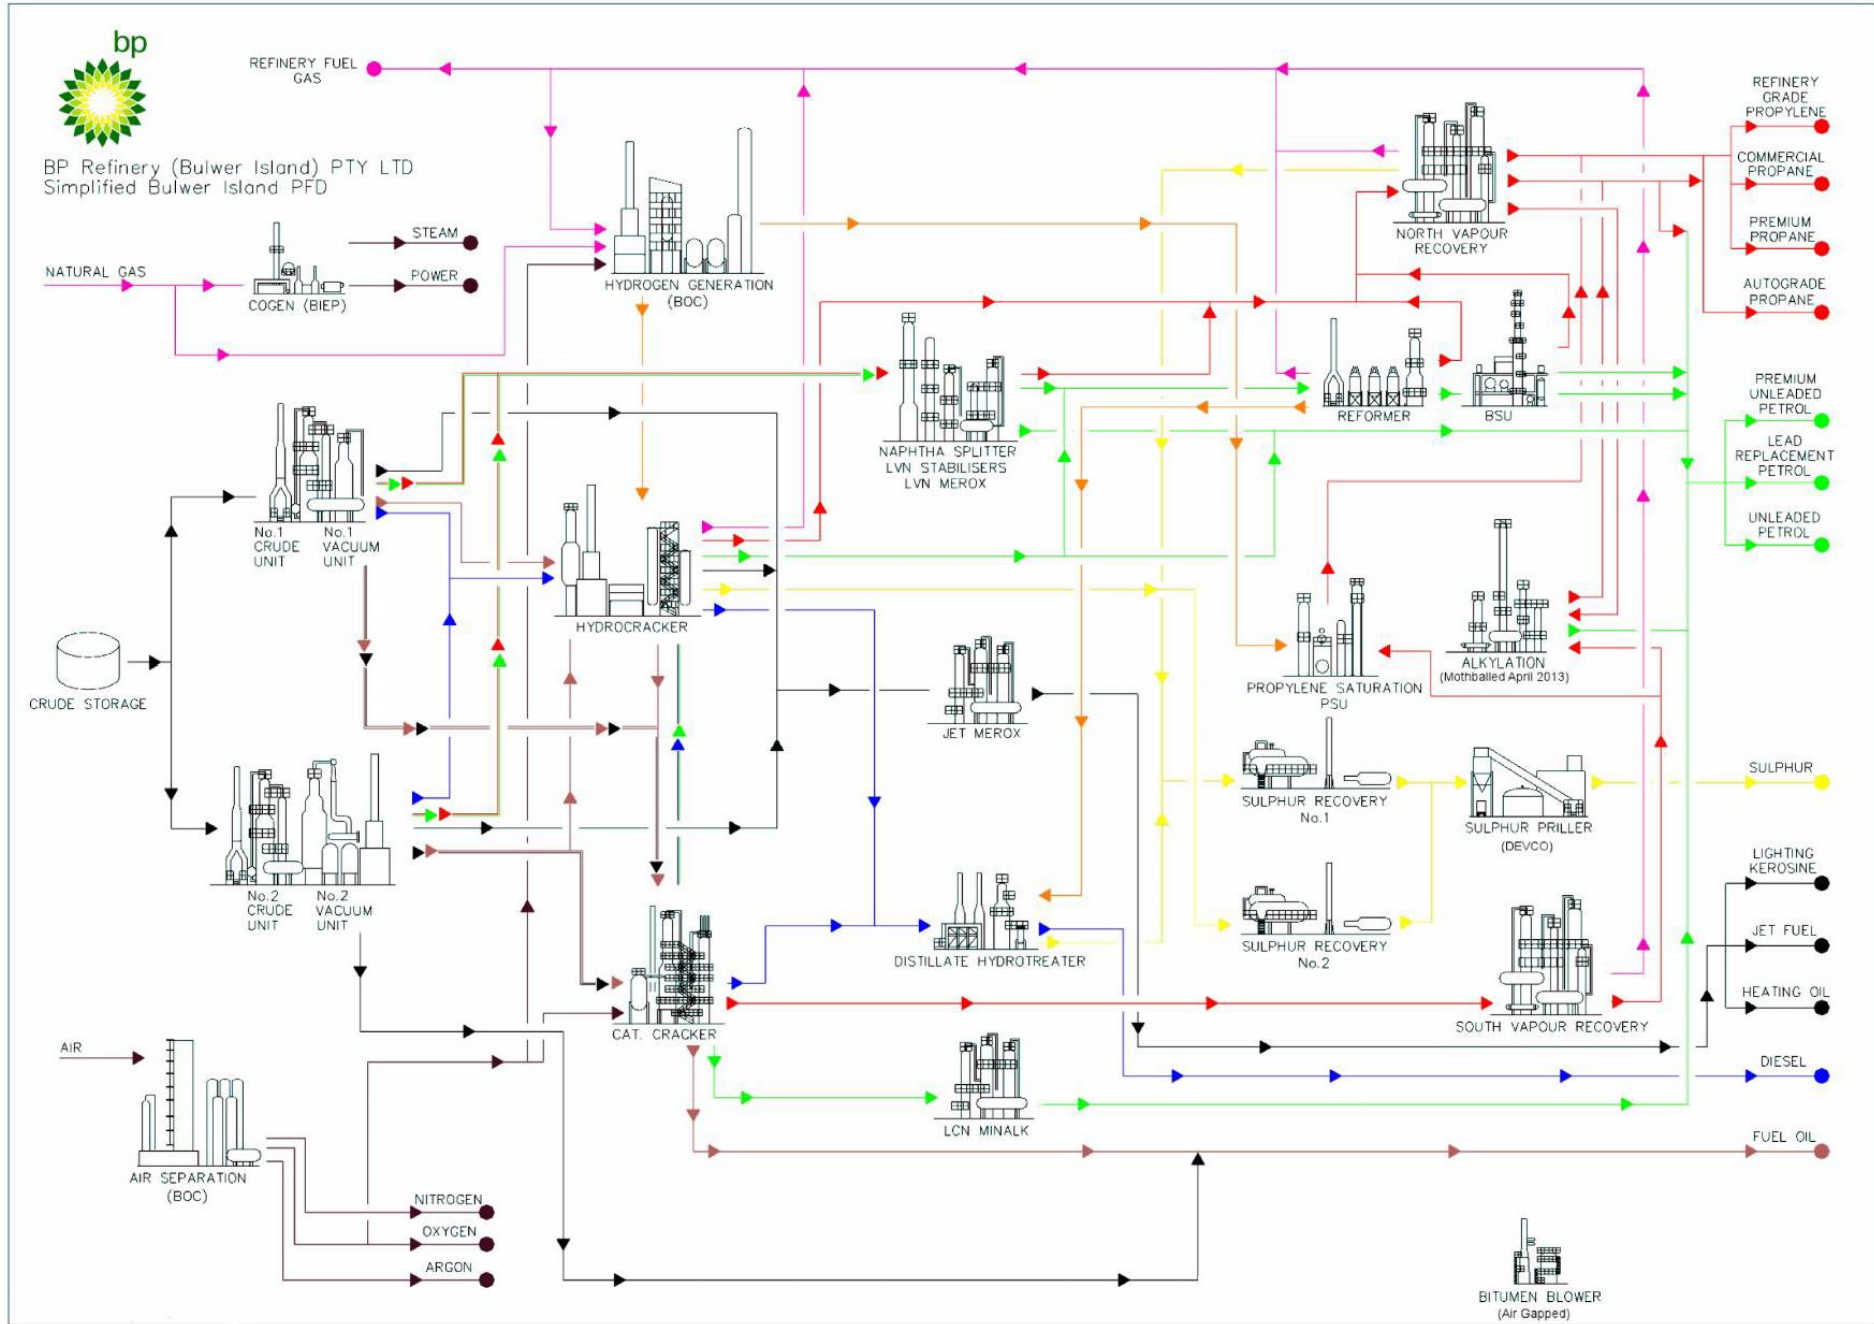 bp
BP Refinery (Bulwer Island) PTY LTD
Simplified Bulwer Island PFD
REFINERY FUEL
GAS
REFINERY
GRADE
PROPYLENE
COMMERCIAL
PROPANE
PREMIUM
PROPANE
AUTOGRADE
PROPANE
NORTH VAPOUR
RECOVERY
STEAM
POWER
NATURAL GAS
COGEN (BIEP)
HYDROGEN GENERATION
(BOC)
NAPHTHA SPLITTER
LVN STABILISERS
LVN MEROX
REFORMER
BSU
PREMIUM
UNLEADED
PETROL
LEAD
REPLACEMENT
PETROL
UNLEADED
PETROL
No.1
CRUDE
UNIT
No.1
VACUUM
UNIT
HYDROCRACKER
CRUDE STORAGE
JET MEROX
PROPYLENE SATURATION
PSU
ALKYLATION
(Mothballed April 2013)
SULPHUR RECOVERY
No.1
SULPHUR PRILLER
(DEVCO)
SULPHUR
No.2
CRUDE
UNIT
No.2
VACUUM
UNIT
LIGHTING
KEROSINE
JET FUEL
HEATING OIL
DISTILLATE HYDROTREATER
SULPHUR RECOVERY
No.2
SOUTH VAPOUR RECOVERY
CAT. CRACKER
DIESEL
AIR
LCN MINALK
FUEL OIL
AIR SEPARATION
(BOC)
NITROGEN
OXYGEN
ARGON
BITUMEN BLOWER
(Air Gapped)